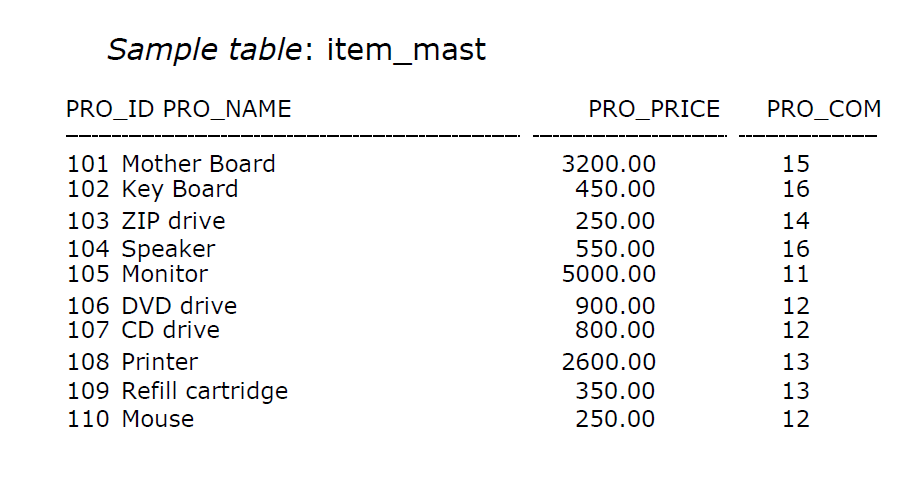 Sample table: item_mast
PRO_ID PRO_NAME PRO_PRICE PRO_COM
101 Mother Board 3200.00 15
102 Key Board 450.00 16
103 ZIP drive 250.00 14
104 Speaker 550.00 16
105 Monitor 5000.00 11
106 DVD drive 900.00 12
107 CD drive 800.00 12
108 Printer 2600.00 13
109 Refill cartridge 350.00 13
110 Mouse 250.00 12